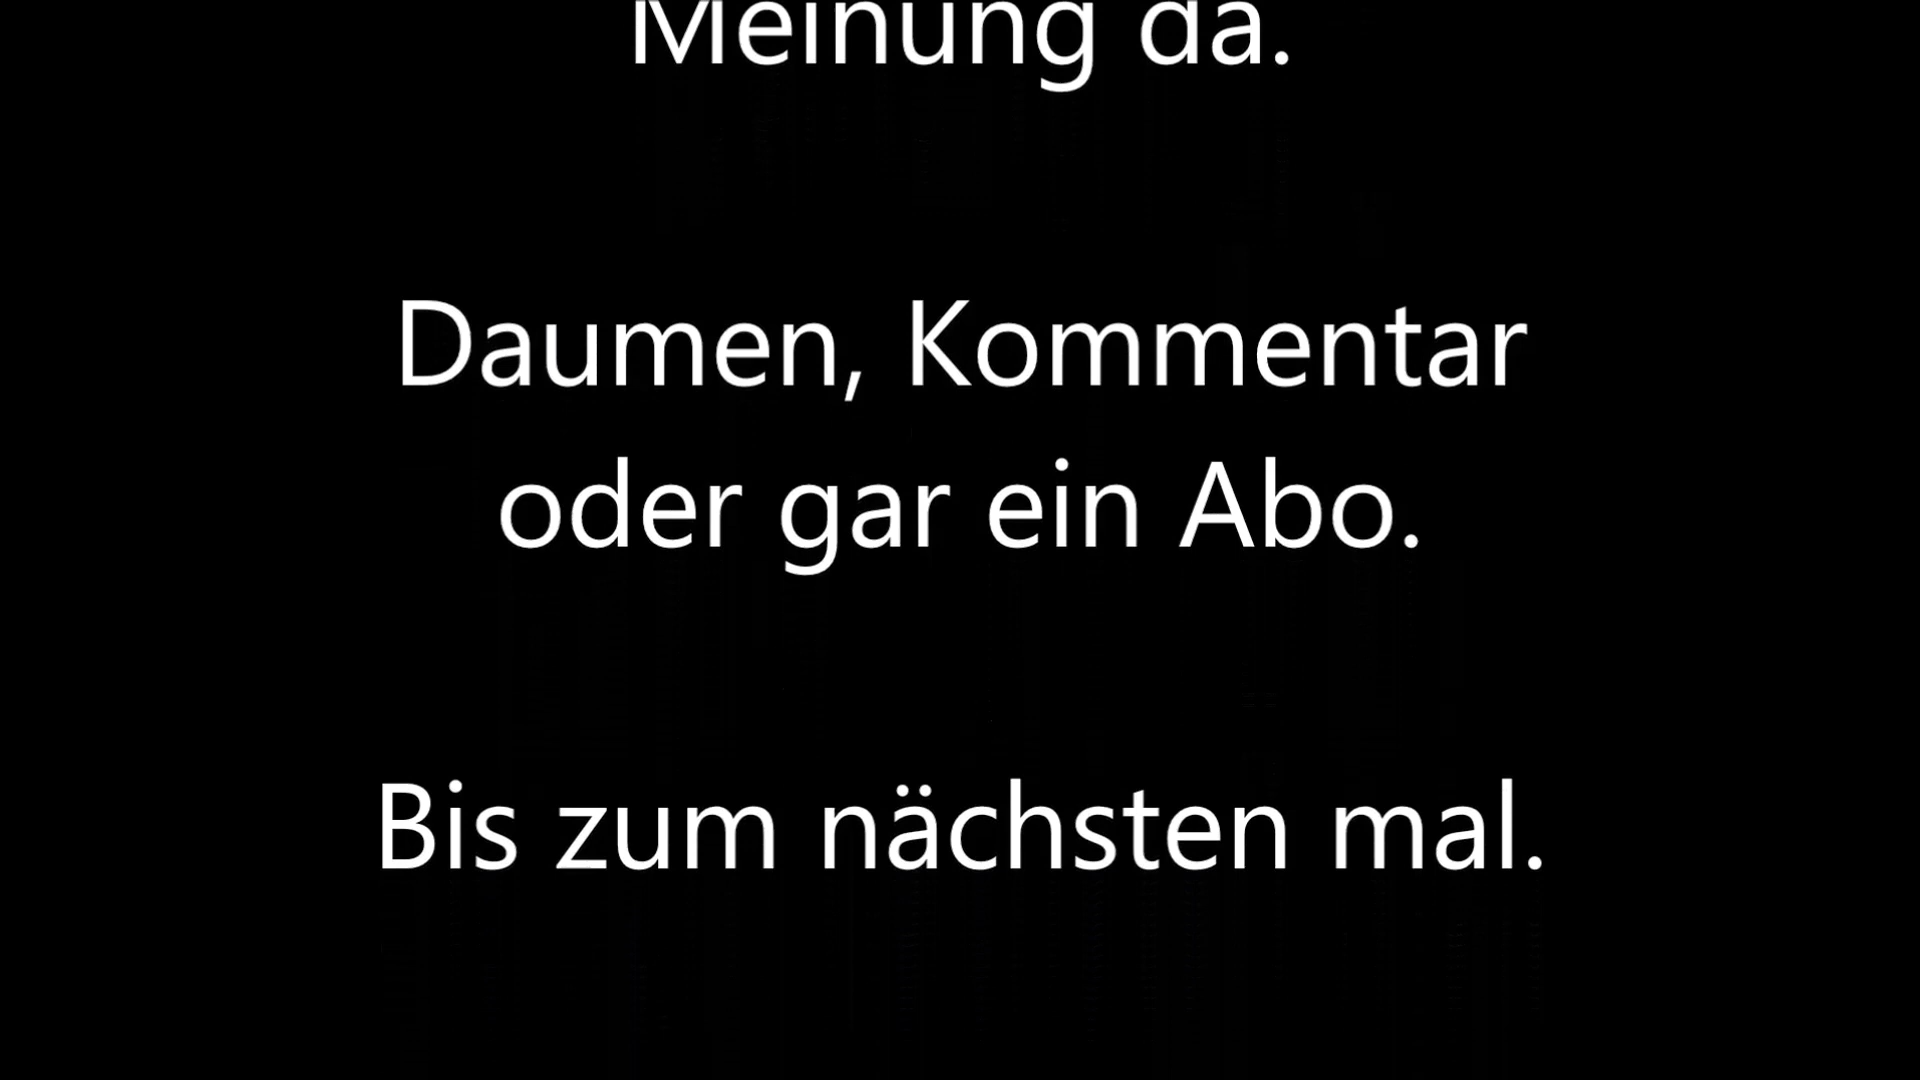 Meinung da.
Daumen, Kommentar
oder gar ein Abo.
Bis zum nächsten mal.